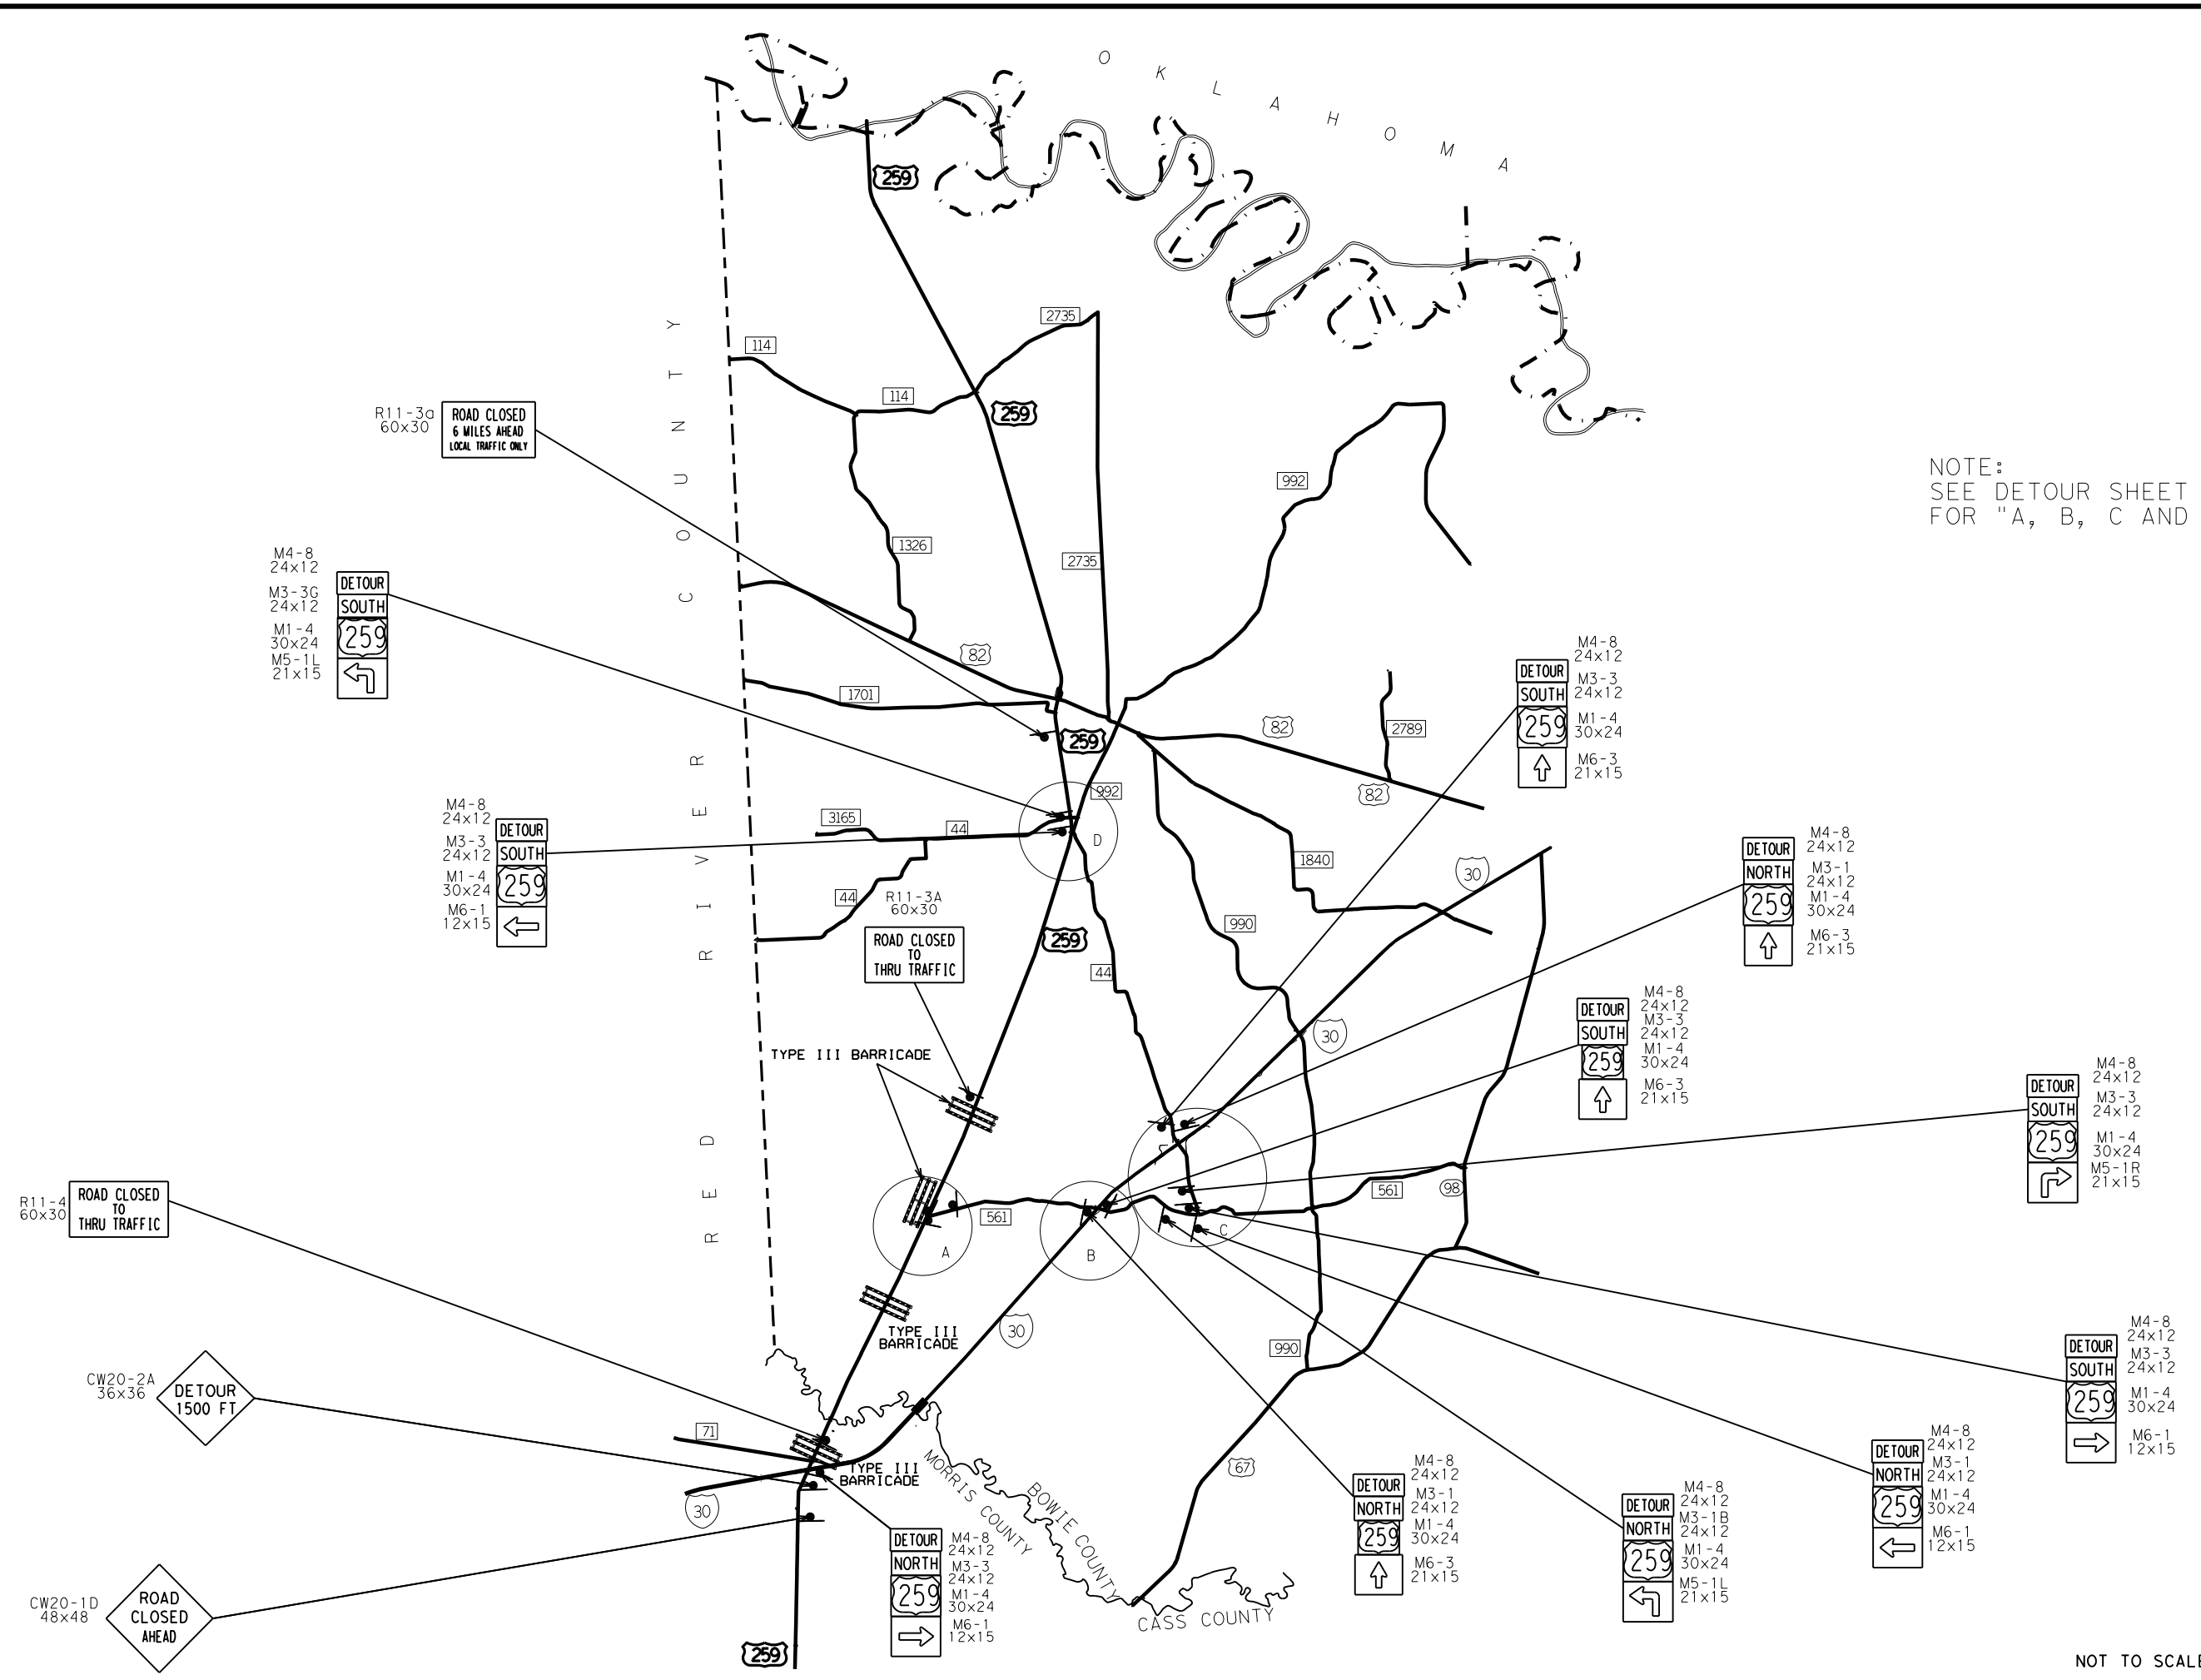 O K L A H O M A
259
2735
114
114
259
R11-3a
60x30
ROAD CLOSED
6 MILES AHEAD
LOCAL TRAFFIC ONLY
NOTE:
SEE DETOUR SHEET
FOR "A, B, C AND
992
1326
2735
RED RIVER COUNTY
M4-8
24x12
M3-3G
24x12
M1-4
30x24
M5-1L
21x15
DETOUR
SOUTH
259
82
1701
259
82
2789
82
992
M4-8
24x12
M3-3
24x12
M1-4
30x24
M6-3
21x15
DETOUR
SOUTH
259
M4-8
24x12
M3-3
24x12
M1-4
30x24
M6-1
12x15
DETOUR
SOUTH
259
3165
44
D
1840
30
44
R11-3A
60x30
ROAD CLOSED
TO
THRU TRAFFIC
259
990
44
M4-8
24x12
M3-1
24x12
M1-4
30x24
M6-3
21x15
DETOUR
NORTH
259
TYPE III BARRICADE
30
DETOUR
SOUTH
259
M4-8
24x12
M3-3
24x12
M1-4
30x24
M6-3
21x15
DETOUR
SOUTH
259
M4-8
24x12
M3-3
24x12
M1-4
30x24
M5-1R
21x15
R11-4
60x30
ROAD CLOSED
TO
THRU TRAFFIC
561
561
98
A
B
C
TYPE III
BARRICADE
30
990
CW20-2A
36x36
DETOUR
1500 FT
71
TYPE III
BARRICADE
30
MORRIS COUNTY
BOWIE COUNTY
CASS COUNTY
67
DETOUR
SOUTH
259
M4-8
24x12
M3-3
24x12
M1-4
30x24
M6-1
12x15
DETOUR
NORTH
259
M4-8
24x12
M3-1
24x12
M1-4
30x24
M6-1
12x15
DETOUR
NORTH
259
M4-8
24x12
M3-1
24x12
M1-4
30x24
M6-3
21x15
DETOUR
NORTH
259
M4-8
24x12
M3-1B
24x12
M1-4
30x24
M5-1L
21x15
CW20-1D
48x48
ROAD
CLOSED
AHEAD
DETOUR
NORTH
259
M4-8
24x12
M3-3
24x12
M1-4
30x24
M6-1
12x15
259
NOT TO SCALE